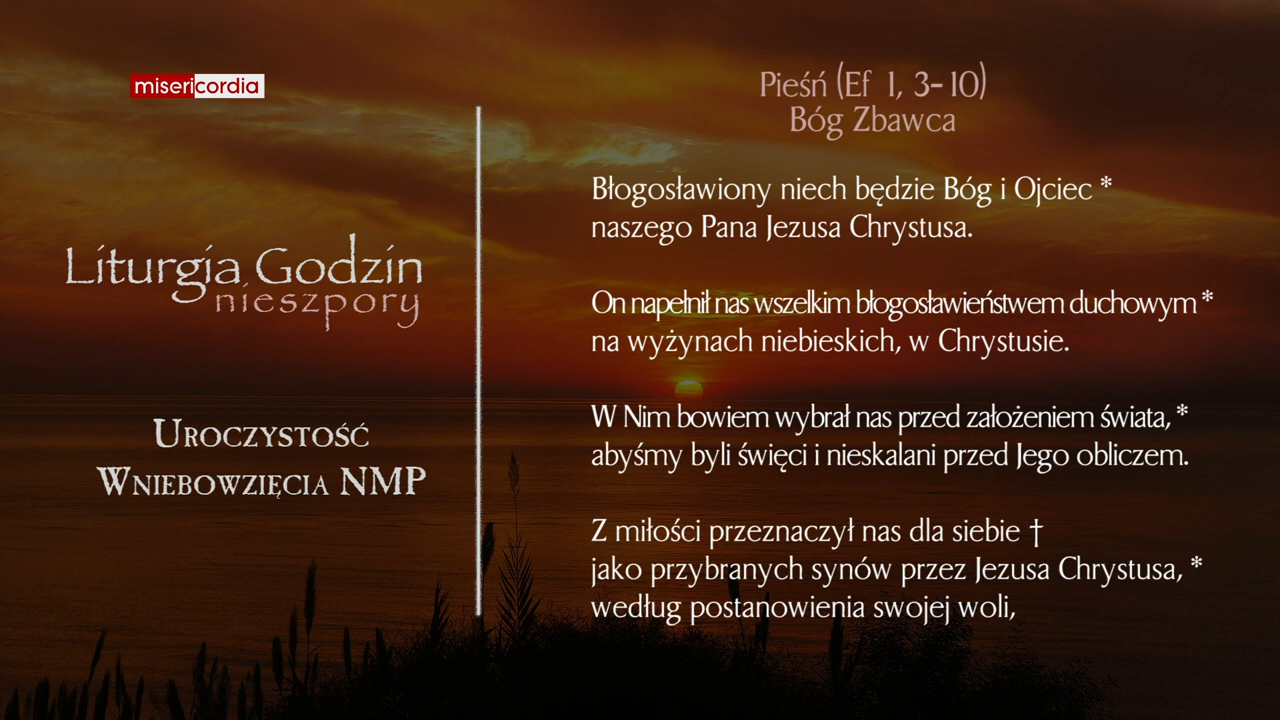 misericordia
Liturgia Godzin
nieszpory
Uroczystość
Wniebowzięcia NMP
Pieśń (Ef 1, 3-10)
Bóg Zbawca
Błogosławiony niech będzie Bóg i Ojciec *
naszego Pana Jezusa Chrystusa.
On napełnił nas wszelkim błogosławieństwem duchowym *
na wyżynach niebieskich, w Chrystusie.
W Nim bowiem wybrał nas przed założeniem świata, *
abyśmy byli święci i nieskalani przed Jego obliczem.
Z miłości przeznaczył nas dla siebie †
jako przybranych synów przez Jezusa Chrystusa, *
według postanowienia swojej woli,